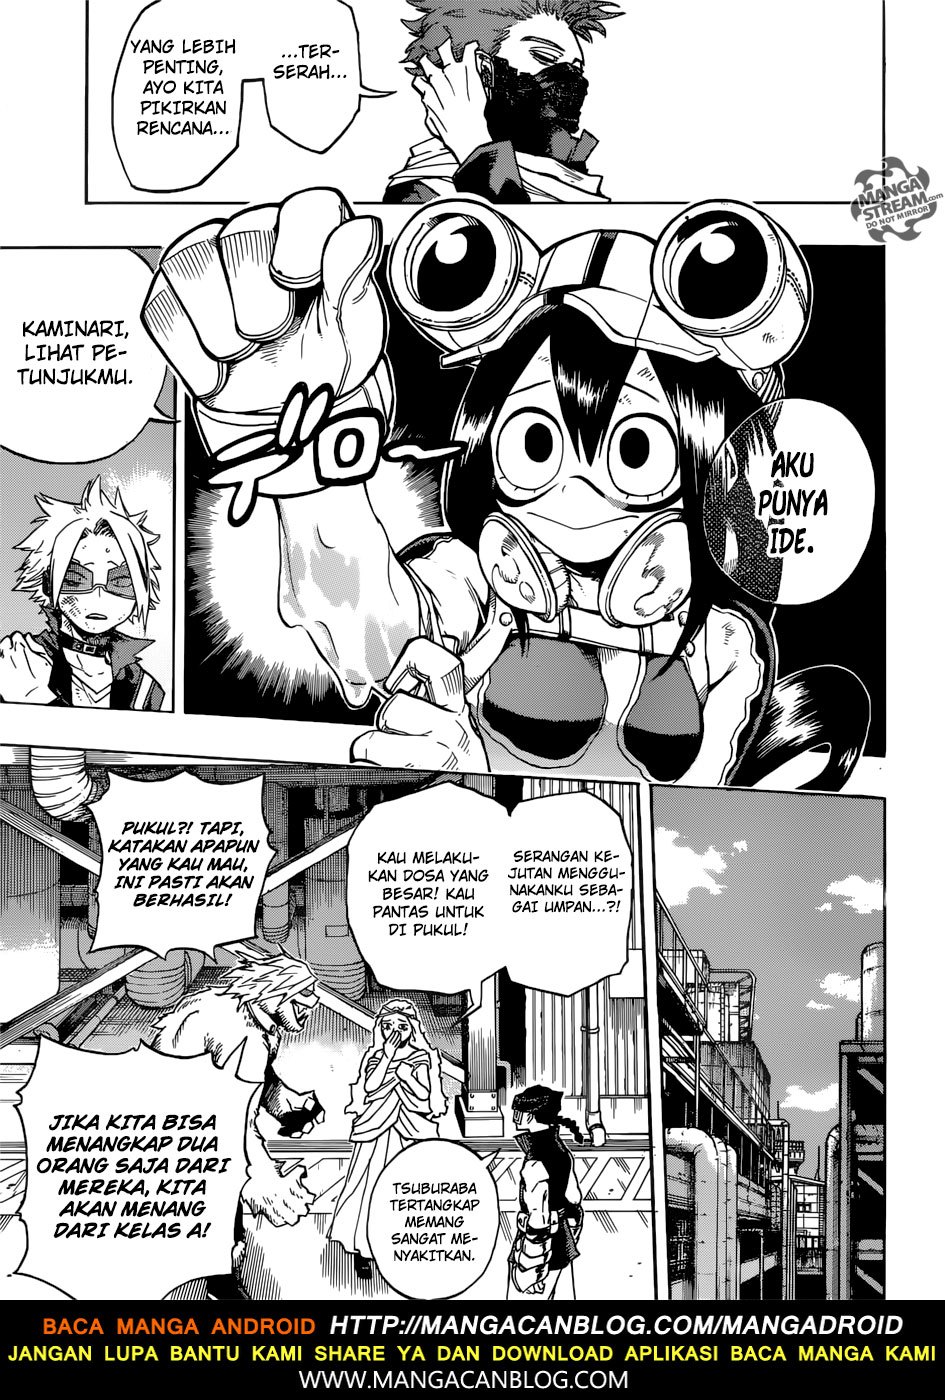 ...TER-
SERAH...
YANG LEBIH
PENTING,
AYO KITA
PIKIRKAN
RENCANA...
MANGA
STREAM.com
DO NOT MIRROR
AKU
PUNYA
IDE.
デロ〜
KAMINARI,
LIHAT PE-
TUNJUKMU.
SERANGAN KE-
JUTAN MENGGU-
NAKANKU SEBA-
GAI UMPAN...?!
KAU MELAKU-
KAN DOSA YANG
BESAR! KAU
PANTAS UNTUK
DI PUKUL!
PUKUL?! TAPI,
KATAKAN APAPUN
YANG KAU MAU,
INI PASTI AKAN
BERHASIL!
TSUBURABA
TERTANGKAP
MEMANG
SANGAT ME-
NYAKITKAN.
JIKA KITA BISA
MENANGKAP DUA
ORANG SAJA DARI
MEREKA, KITA
AKAN MENANG
DARI KELAS A!
BACA MANGA ANDROID HTTP://MANGACANBLOG.COM/MANGADROID
JANGAN LUPA BANTU KAMI SHARE YA DAN DOWNLOAD APLIKASI BACA MANGA KAMI
WWW.MANGACANBLOG.COM